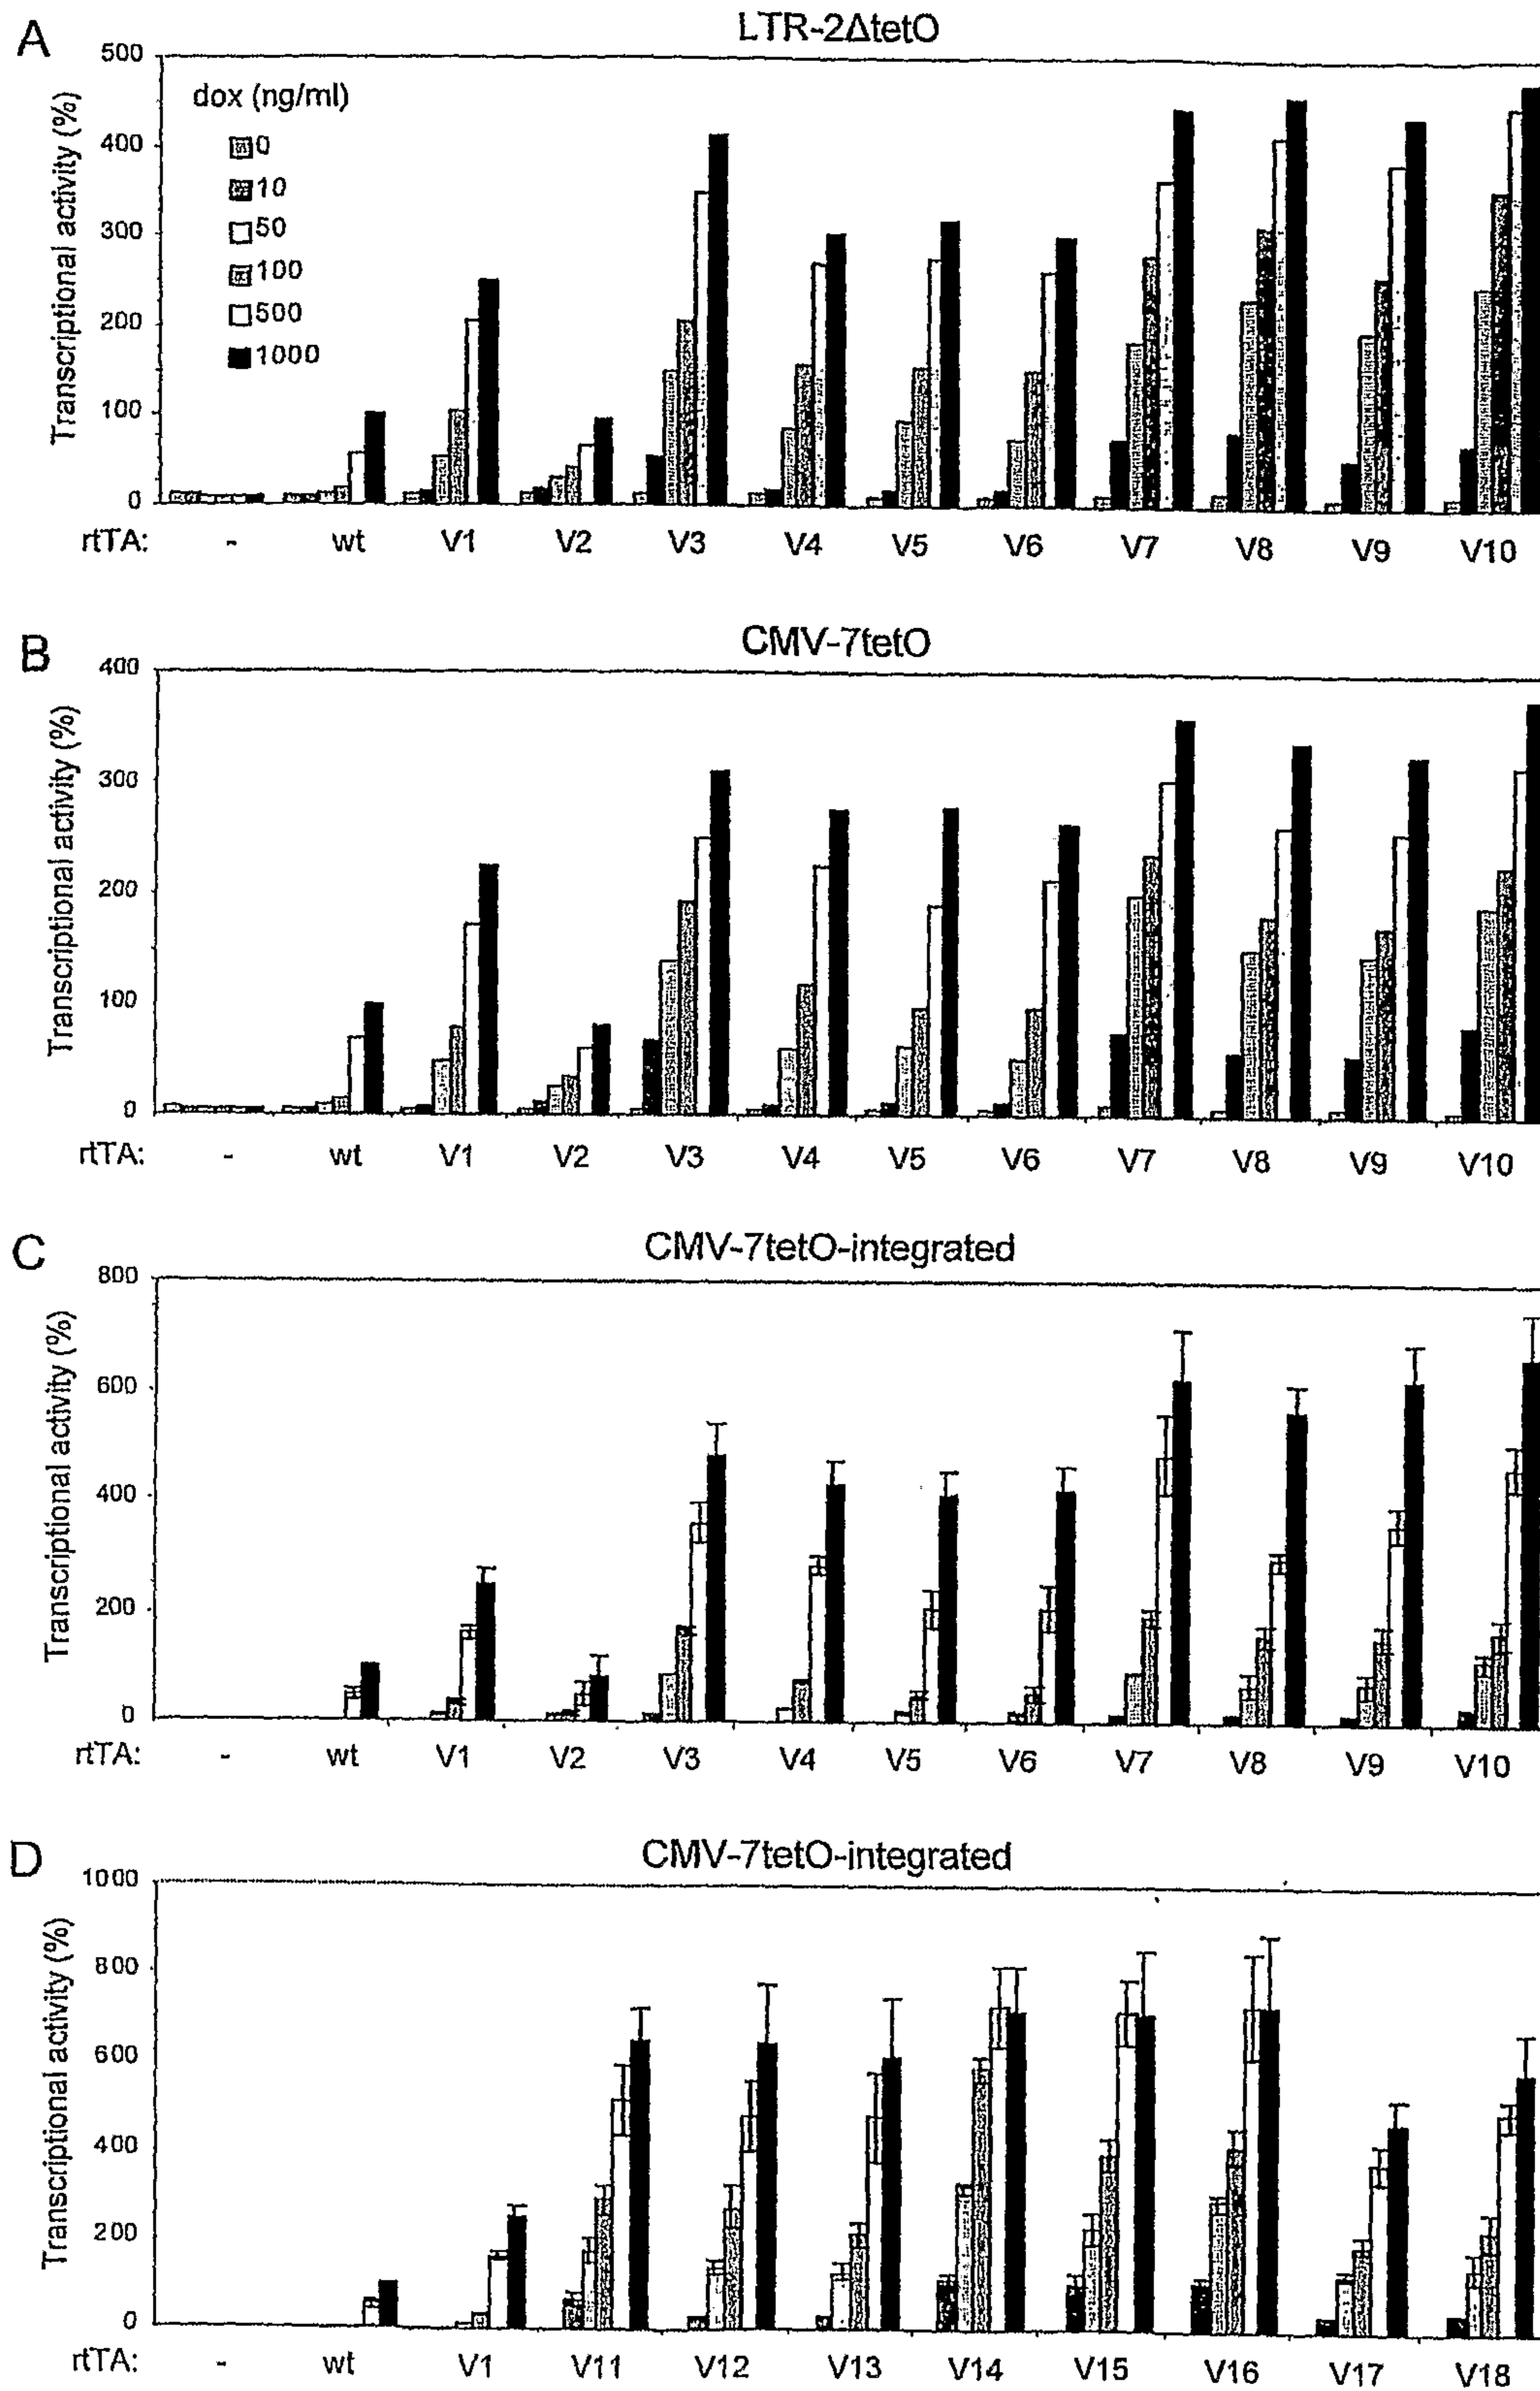 A
LTR-2ΔtetO
Transcriptional activity (%)
500
400
300
200
100
0
dox (ng/ml)
0
10
50
100
500
1000
rtTA: - wt V1 V2 V3 V4 V5 V6 V7 V8 V9 V10
B
CMV-7tetO
Transcriptional activity (%)
400
300
200
100
0
rtTA: - wt V1 V2 V3 V4 V5 V6 V7 V8 V9 V10
C
CMV-7tetO-integrated
Transcriptional activity (%)
800
600
400
200
0
rtTA: - wt V1 V2 V3 V4 V5 V6 V7 V8 V9 V10
D
CMV-7tetO-integrated
Transcriptional activity (%)
1000
800
600
400
200
0
rtTA: - wt V1 V11 V12 V13 V14 V15 V16 V17 V18